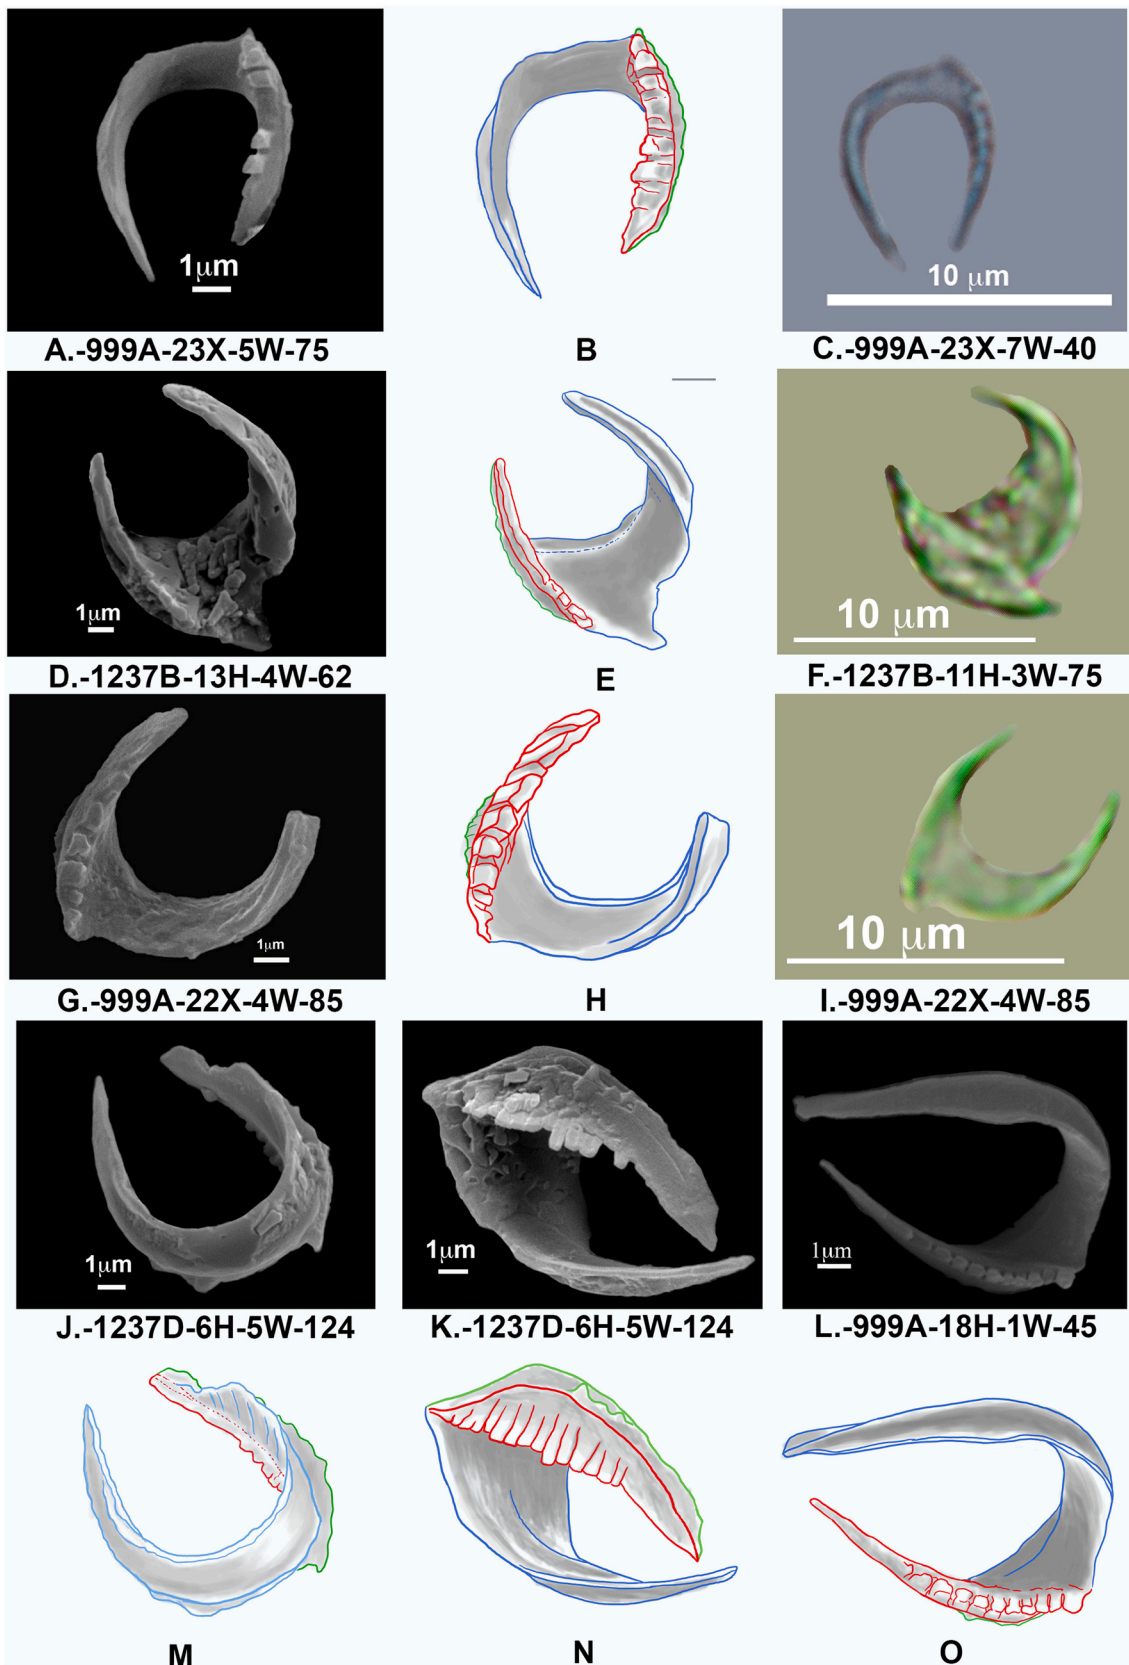 1μm
10 μm
A.-999A-23X-5W-75
B
C.-999A-23X-7W-40
1μm
10 μm
D.-1237B-13H-4W-62
E
F.-1237B-11H-3W-75
1μm
10 μm
G.-999A-22X-4W-85
H
I.-999A-22X-4W-85
1μm
1μm
1μm
J.-1237D-6H-5W-124
K.-1237D-6H-5W-124
L.-999A-18H-1W-45
M
N
O